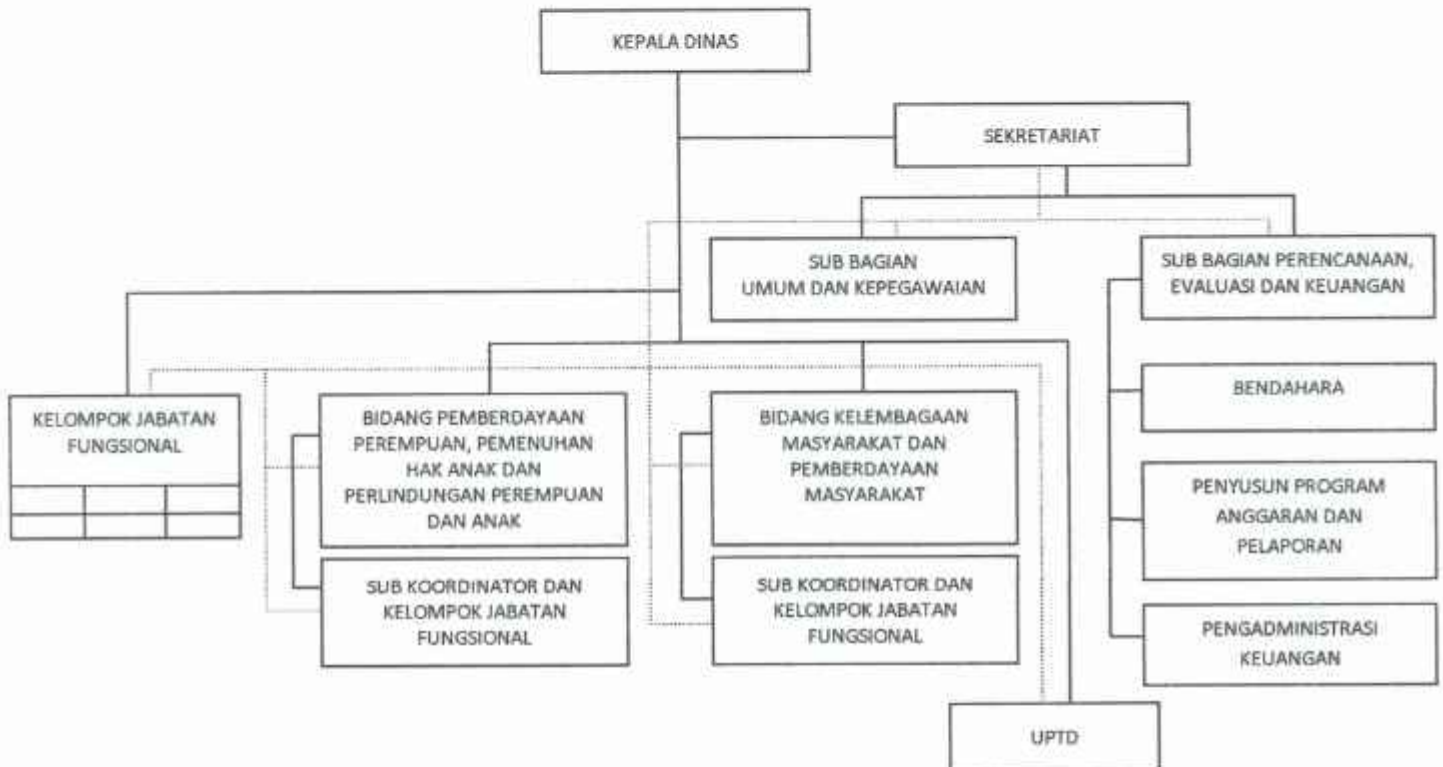 KEPALA DINAS
SEKRETARIAT
SUB BAGIAN
UMUM DAN KEPEGAWAIAN
SUB BAGIAN PERENCANAAN,
EVALUASI DAN KEUANGAN
BENDAHARA
PENYUSUN PROGRAM
ANGGARAN DAN
PELAPORAN
PENGADMINISTRASI
KEUANGAN
KELOMPOK JABATAN
FUNGSIONAL
BIDANG PEMBERDAYAAN
PEREMPUAN, PEMENUHAN
HAK ANAK DAN
PERLINDUNGAN PEREMPUAN
DAN ANAK
SUB KOORDINATOR DAN
KELOMPOK JABATAN
FUNGSIONAL
BIDANG KELEMBAGAAN
MASYARAKAT DAN
PEMBERDAYAAN
MASYARAKAT
SUB KOORDINATOR DAN
KELOMPOK JABATAN
FUNGSIONAL
UPTD